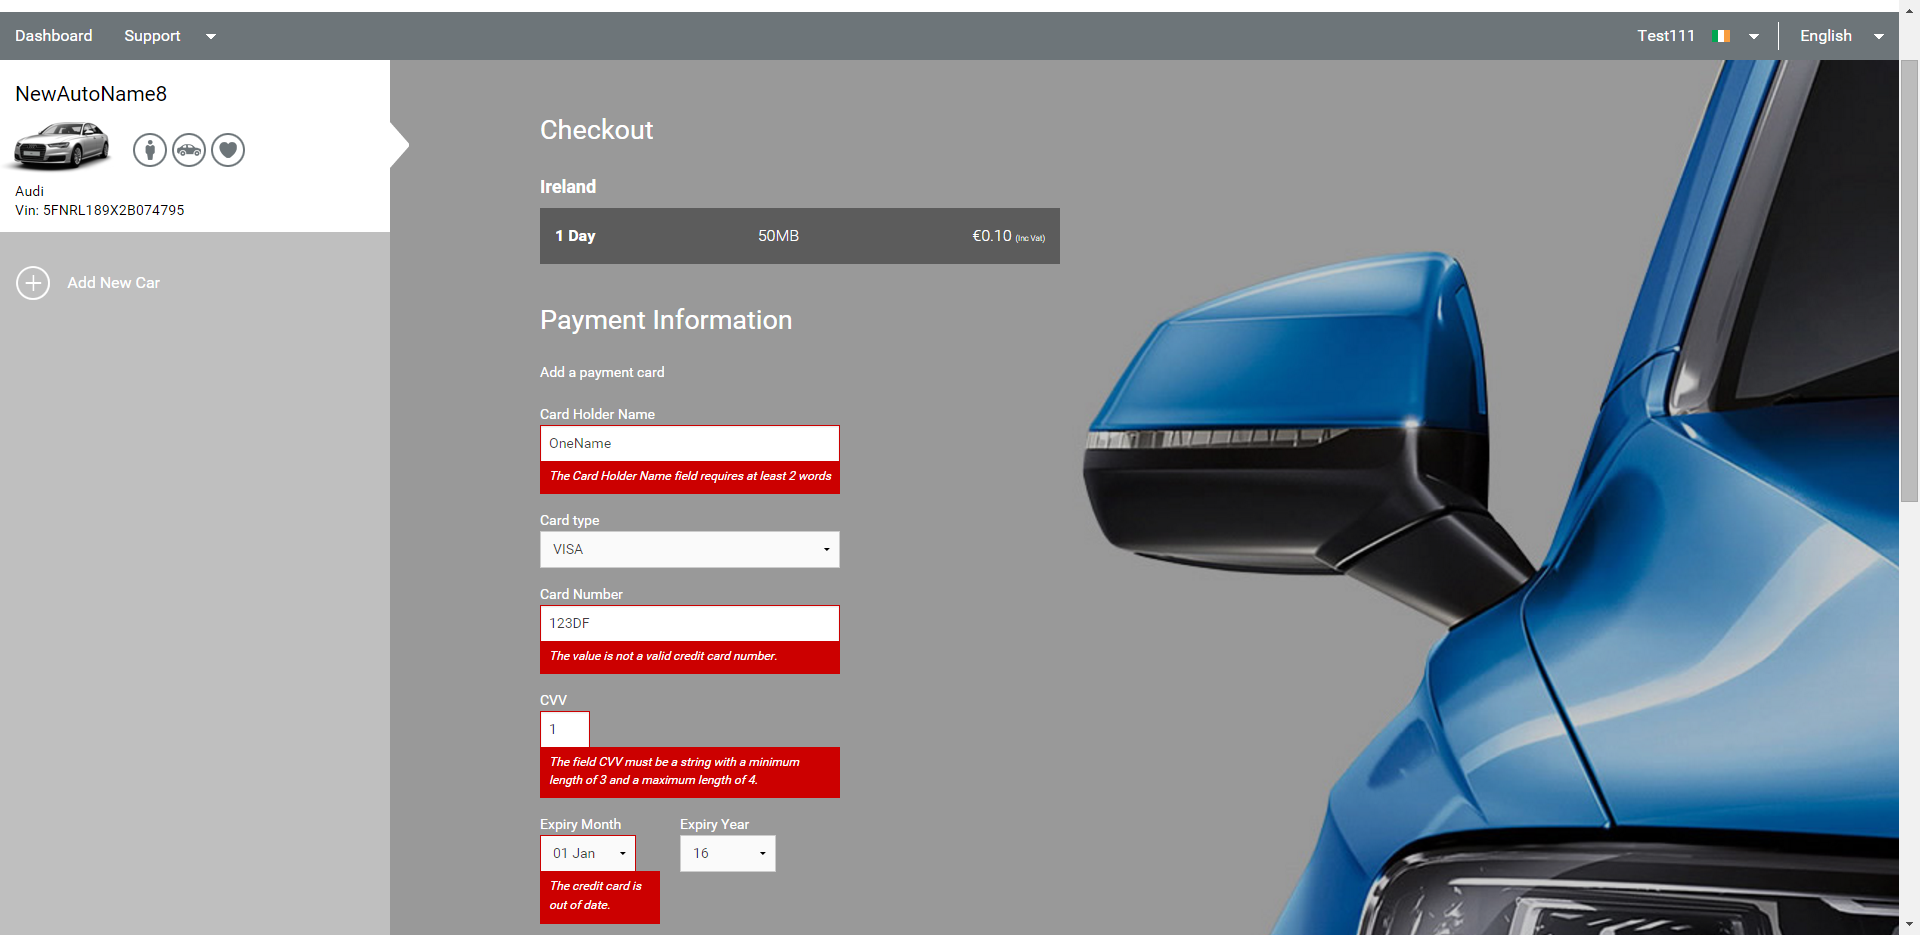 Dashboard
Support
Test111
English
NewAutoName8
Audi
Vin: 5FNRL189X2B074795
Add New Car
Checkout
Ireland
1 Day 50MB €0.10 (Inc Vat)
Payment Information
Add a payment card
Card Holder Name
OneName
The Card Holder Name field requires at least 2 words
Card type
VISA
Card Number
123DF
The value is not a valid credit card number.
CVV
1
The field CVV must be a string with a minimum
length of 3 and a maximum length of 4.
Expiry Month Expiry Year
01 Jan 16
The credit card is
out of date.